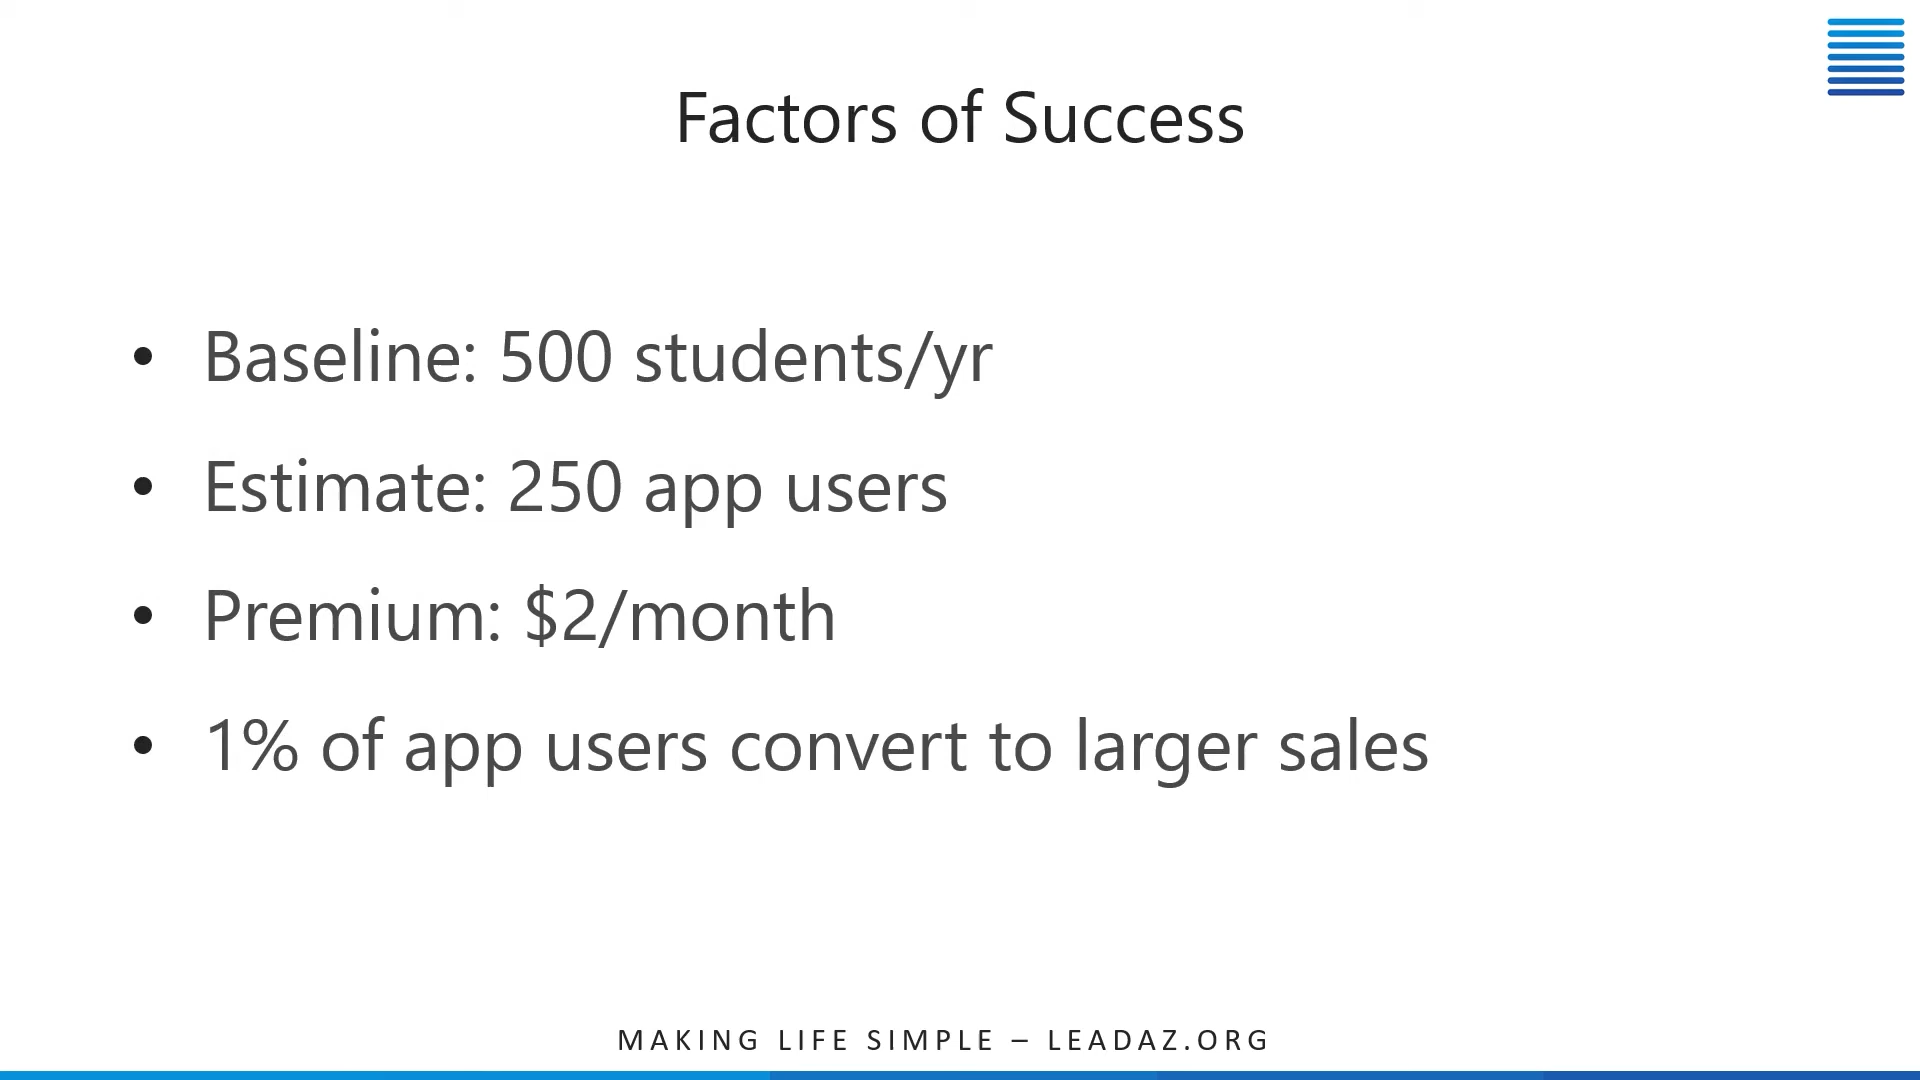 Factors of Success
• Baseline: 500 students/yr
• Estimate: 250 app users
• Premium: $2/month
• 1% of app users convert to larger sales
MAKING LIFE SIMPLE – LEADAZ.ORG